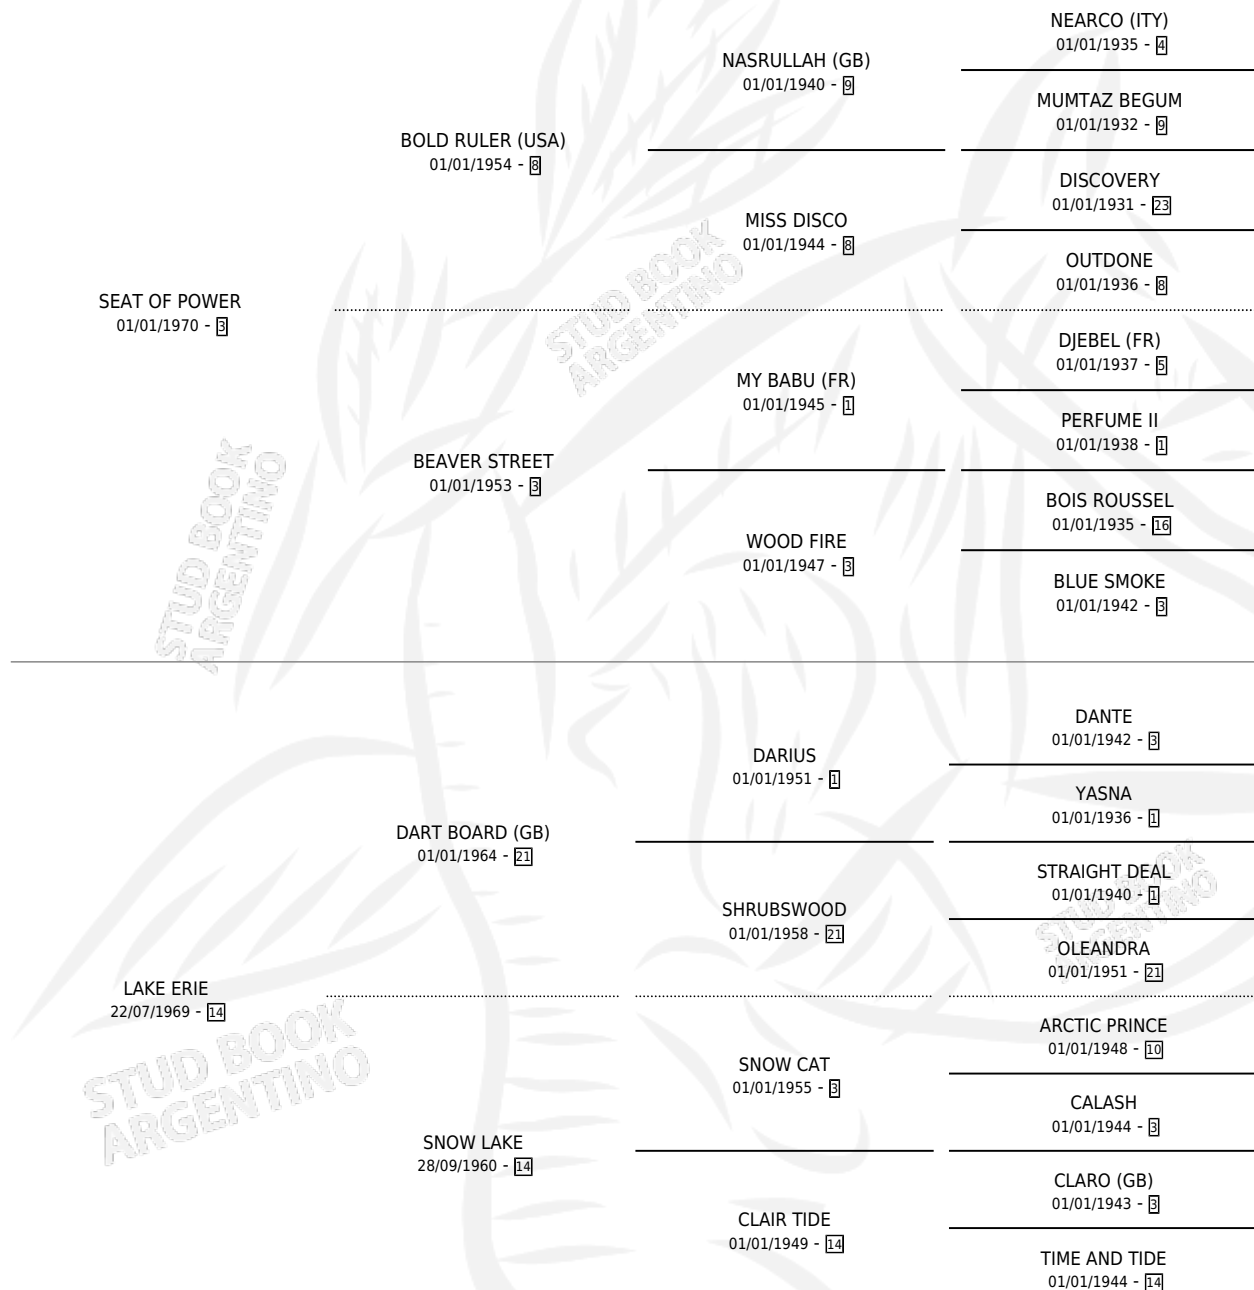 NEARCO (ITY)
01/01/1935 - 4
NASRULLAH (GB)
01/01/1940 - 9
MUMTAZ BEGUM
01/01/1932 - 9
BOLD RULER (USA)
01/01/1954 - 8
DISCOVERY
01/01/1931 - 23
MISS DISCO
01/01/1944 - 8
OUTDONE
01/01/1936 - 8
SEAT OF POWER
01/01/1970 - 3
STUD BOOK
ARGENTINO
DJEBEL (FR)
01/01/1937 - 5
MY BABU (FR)
01/01/1945 - 1
PERFUME II
01/01/1938 - 1
BEAVER STREET
01/01/1953 - 3
BOIS ROUSSEL
01/01/1935 - 16
WOOD FIRE
01/01/1947 - 3
BLUE SMOKE
01/01/1942 - 3
STUD BOOK
ARGENTINO
DANTE
01/01/1942 - 3
DARIUS
01/01/1951 - 1
YASNA
01/01/1936 - 1
DART BOARD (GB)
01/01/1964 - 21
STRAIGHT DEAL
01/01/1940 - 1
STUD BOOK
ARGENTINO
SHRUBSWOOD
01/01/1958 - 21
OLEANDRA
01/01/1951 - 21
LAKE ERIE
22/07/1969 - 14
ARCTIC PRINCE
01/01/1948 - 10
STUD BOOK
ARGENTINO
SNOW CAT
01/01/1955 - 3
CALASH
01/01/1944 - 3
SNOW LAKE
28/09/1960 - 14
CLARO (GB)
01/01/1943 - 3
CLAIR TIDE
01/01/1949 - 14
TIME AND TIDE
01/01/1944 - 14